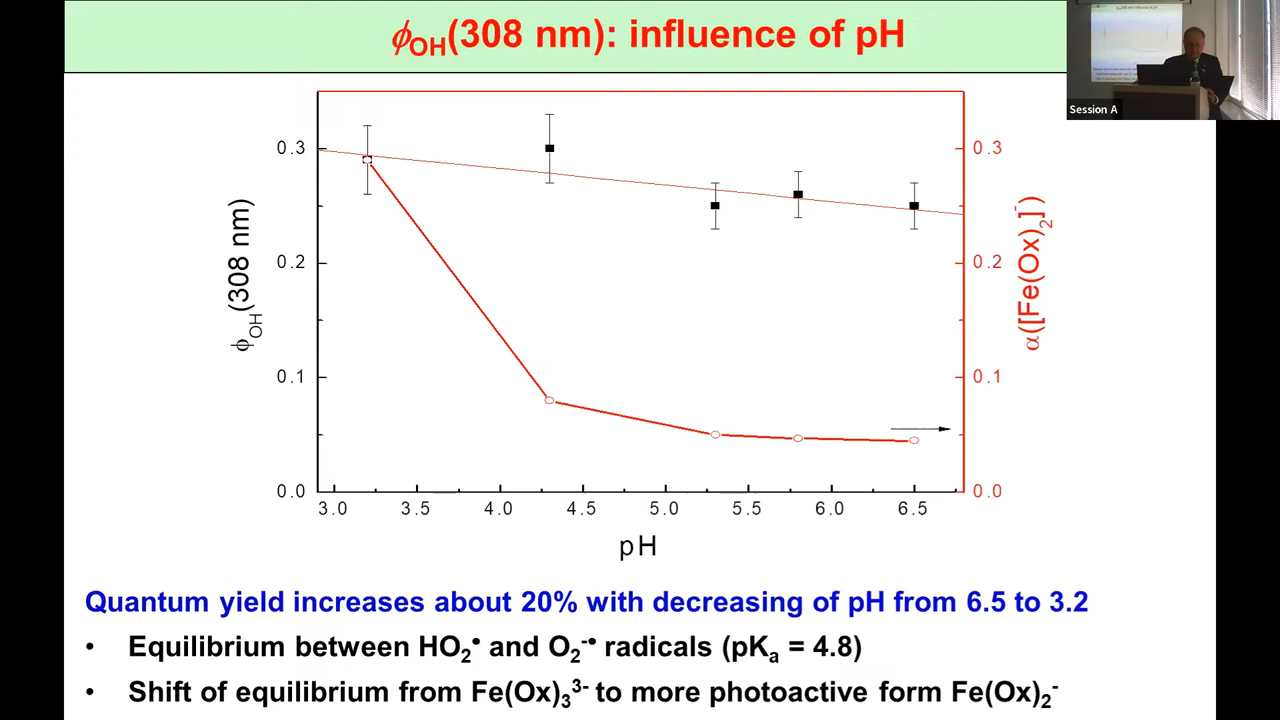 ϕOH(308 nm): influence of pH
Session A
ϕOH(308 nm)
0.3
0.2
0.1
0.0
0.3
0.2
0.1
0.0
α([Fe(Ox)2]-)
3.0 3.5 4.0 4.5 5.0 5.5 6.0 6.5
pH
Quantum yield increases about 20% with decreasing of pH from 6.5 to 3.2
• Equilibrium between HO2• and O2-• radicals (pKa = 4.8)
• Shift of equilibrium from Fe(Ox)33- to more photoactive form Fe(Ox)2-